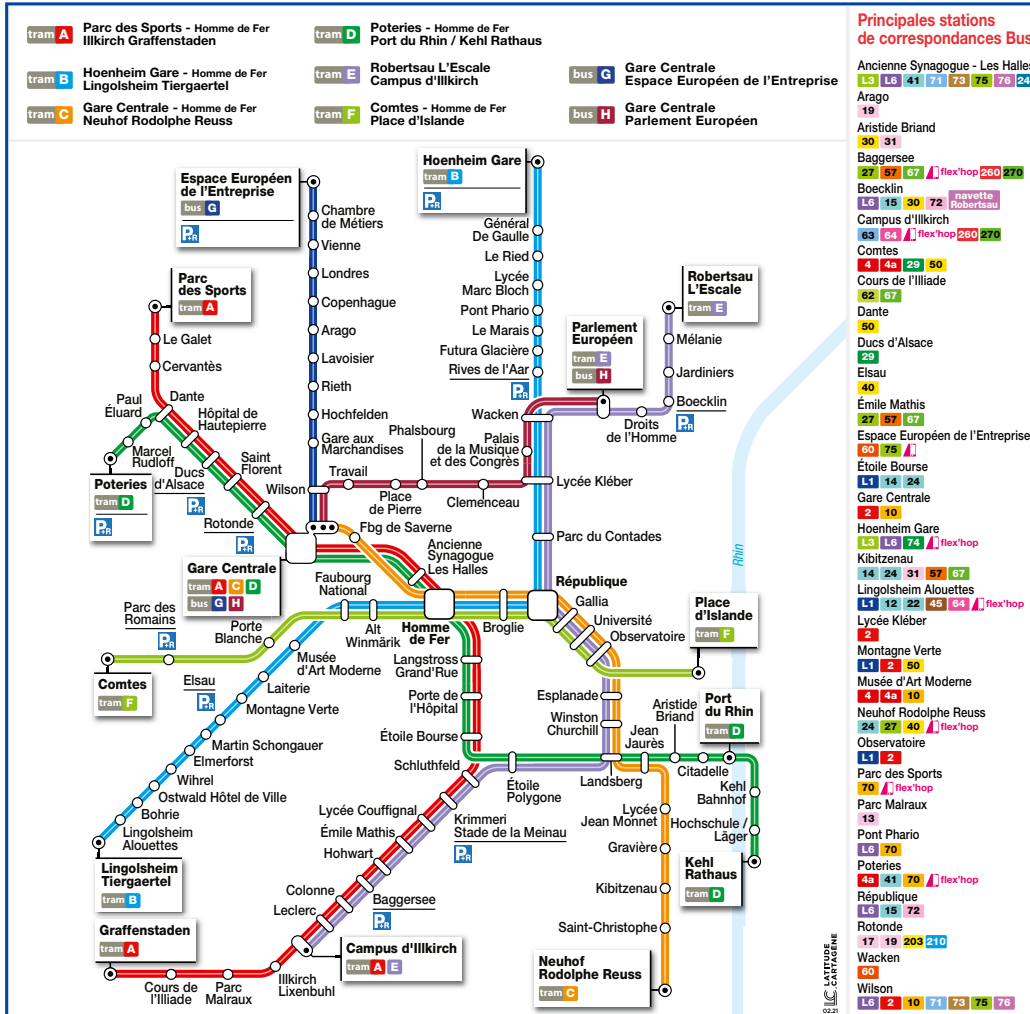 tram A Parc des Sports - Homme de Fer
Illkirch Graffenstaden
tram B Hoenheim Gare - Homme de Fer
Lingolsheim Tiergaertel
tram C Gare Centrale - Homme de Fer
Neuhof Rodolphe Reuss
tram D Poteries - Homme de Fer
Port du Rhin / Kehl Rathaus
tram E Robertsau L'Escale
Campus d'Illkirch
tram F Comtes - Homme de Fer
Place d'Islande
bus G Gare Centrale
Espace Européen de l'Entreprise
bus H Gare Centrale
Parlement Européen
Espace Européen
de l'Entreprise
bus G
P+R
Chambre
de Métiers
Vienne
Londres
Copenhague
Arago
Lavoisier
Rieth
Hochfelden
Gare aux
Marchandises
Wilson
Hoenheim Gare
tram B
P+R
Général
De Gaulle
Le Ried
Lycée
Marc Bloch
Pont Phario
Le Marais
Futura Glacière
Rives de l'Aar
P+R
Robertsau
L'Escale
tram E
Mélanie
Jardiniers
Boecklin
P+R
Droits
de l'Homme
Parlement
Européen
tram E
bus H
Wacken
Palais
de la Musique
et des Congrès
Phalsbourg
Travail
Place
de Pierre
Clemenceau
Lycée Kléber
Parc du Contades
Parc
des Sports
tram A
Le Galet
Cervantès
Dante
Paul
Éluard
Hôpital de
Hautepierre
Marcel
Rudloff
Ducs
d'Alsace
P+R
Saint
Florent
Rotonde
P+R
Poteries
tram D
P+R
Gare Centrale
tram A C D
bus G H
Fbg de Saverne
Ancienne
Synagogue
Les Halles
Faubourg
National
Alt
Winmärik
Homme
de Fer
Broglie
République
Gallia
Université
Observatoire
Place
d'Islande
tram F
Rhin
Parc des
Romains
P+R
Porte
Blanche
Comtes
tram F
Elsau
P+R
Musée
d'Art Moderne
Laiterie
Montagne Verte
Martin Schongauer
Elmerforst
Wihrel
Ostwald Hôtel de Ville
Bohrie
Lingolsheim
Alouettes
Lingolsheim
Tiergaertel
tram B
Langstross
Grand'Rue
Porte de
l'Hôpital
Étoile Bourse
Schluthfeld
Étoile
Polygone
Lycée Couffignal
Émile Mathis
Hohwart
Krimmeri
Stade de la Meinau
P+R
Colonne
Leclerc
Baggersee
P+R
Campus d'Illkirch
tram A E
Illkirch
Lixenbuhl
Parc
Malraux
Cours de
l'Illiade
Graffenstaden
tram A
Esplanade
Winston
Churchill
Landsberg
Jean
Jaurès
Aristide
Briand
Citadelle
Port
du Rhin
tram D
Kehl
Bahnhof
Hochschule /
Läger
Kehl
Rathaus
tram D
Lycée
Jean Monnet
Gravière
Kibitzenau
Saint-Christophe
Neuhof
Rodolphe Reuss
tram C
LATITUDE
CARTAGÈNE
02.21
Principales stations
de correspondances Bus
Ancienne Synagogue - Les Halles
L3 L6 41 71 73 75 76 24
Arago
19
Aristide Briand
30 31
Baggersee
27 57 67 flex'hop 260 270
Boecklin
L6 15 30 72 navette Robertsau
Campus d'Illkirch
63 64 flex'hop 260 270
Comtes
4 4a 29 50
Cours de l'Illiade
62 67
Dante
50
Ducs d'Alsace
29
Elsau
40
Émile Mathis
27 57 67
Espace Européen de l'Entreprise
60 75
Étoile Bourse
L1 14 24
Gare Centrale
2 10
Hoenheim Gare
L3 L6 74 flex'hop
Kibitzenau
14 24 31 57 67
Lingolsheim Alouettes
L1 12 22 45 64 flex'hop
Lycée Kléber
2
Montagne Verte
L1 2 50
Musée d'Art Moderne
4 4a 10
Neuhof Rodolphe Reuss
24 27 40 flex'hop
Observatoire
L1 2
Parc des Sports
70 flex'hop
Parc Malraux
13
Pont Phario
L6 70
Poteries
4a 41 70 flex'hop
République
L6 15 72
Rotonde
17 19 203 210
Wacken
60
Wilson
L6 2 10 71 73 75 76